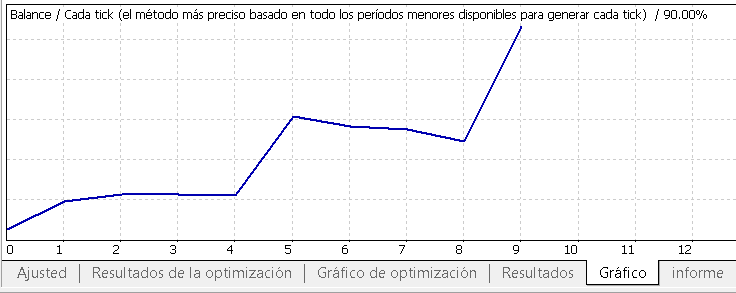 Balance / Cada tick (el método más preciso basado en todo los períodos menores disponibles para generar cada tick) / 90.00%
0 1 2 3 4 5 6 7 8 9 10 11 12
Ajusted Resultados de la optimización Gráfico de optimización Resultados Gráfico informe